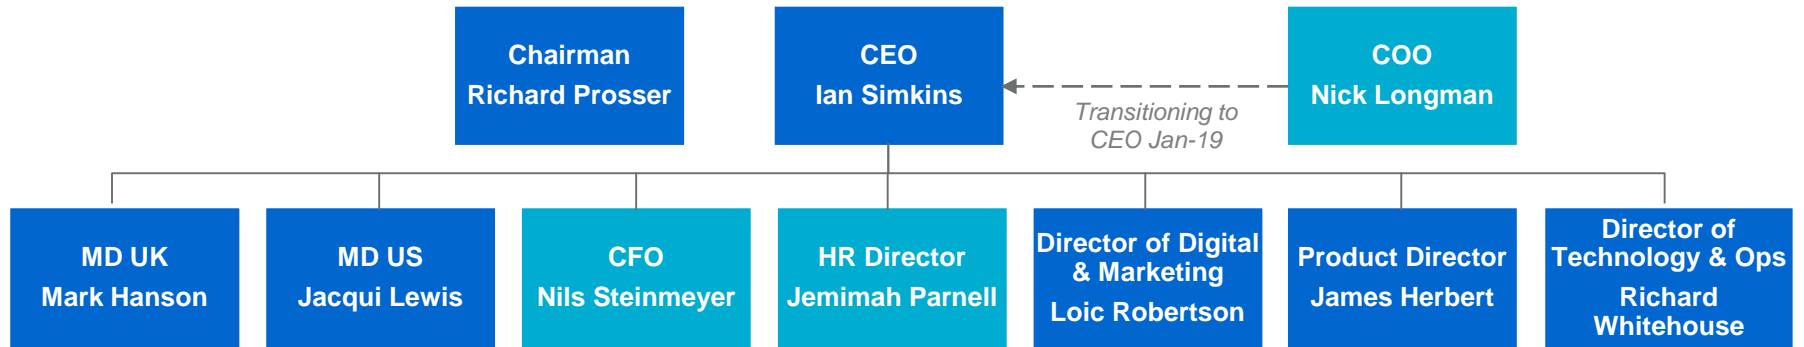 Chairman
Richard Prosser
CEO
Ian Simkins
COO
Nick Longman
Transitioning to
CEO Jan-19
MD UK
Mark Hanson
MD US
Jacqui Lewis
CFO
Nils Steinmeyer
HR Director
Jemimah Parnell
Director of Digital
& Marketing
Loic Robertson
Product Director
James Herbert
Director of
Technology & Ops
Richard
Whitehouse